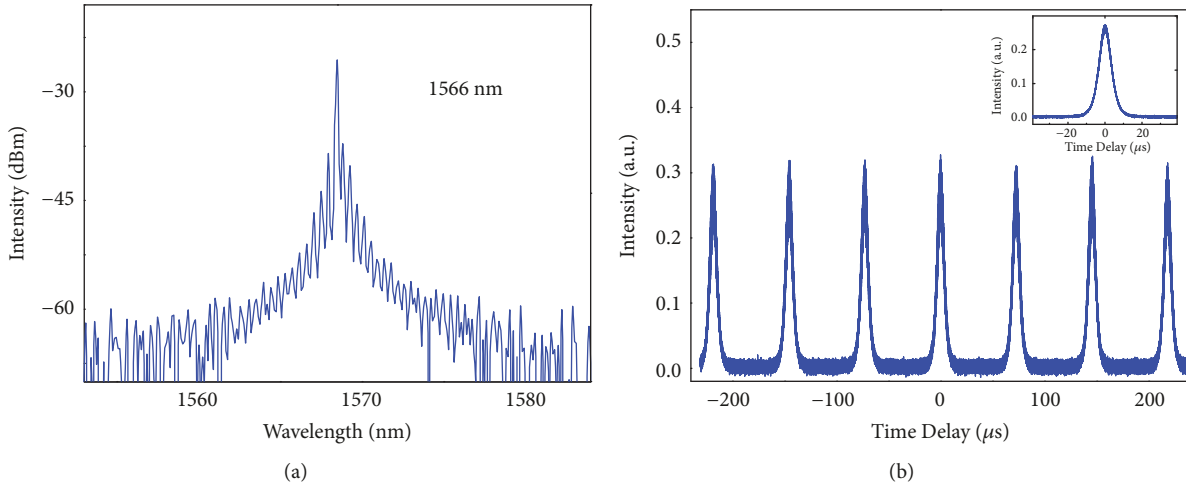 1566 nm
−30
−45
−60
Intensity (dBm)
1560
1570
1580
Wavelength (nm)
(a)
0.5
0.4
0.3
0.2
0.1
0.0
Intensity (a.u.)
0.2
0.1
0.0
Intensity (a.u.)
−20
0
20
Time Delay (μs)
−200
−100
0
100
200
Time Delay (μs)
(b)